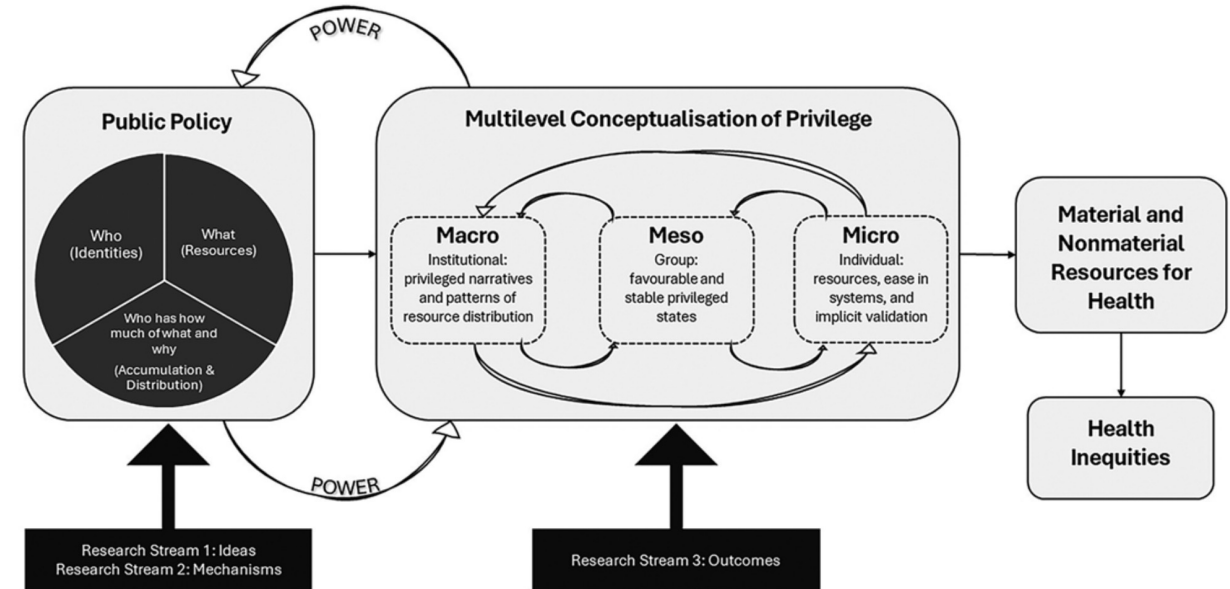 POWER
Public Policy
Who
(Identities)
What
(Resources)
Who has how
much of what and
why
(Accumulation &
Distribution)
Multilevel Conceptualisation of Privilege
Macro
Institutional:
privileged narratives
and patterns of
resource distribution
Meso
Group:
favourable and
stable privileged
states
Micro
Individual:
resources, ease in
systems, and
implicit validation
Material and
Nonmaterial
Resources for
Health
Health
Inequities
POWER
Research Stream 1: Ideas
Research Stream 2: Mechanisms
Research Stream 3: Outcomes